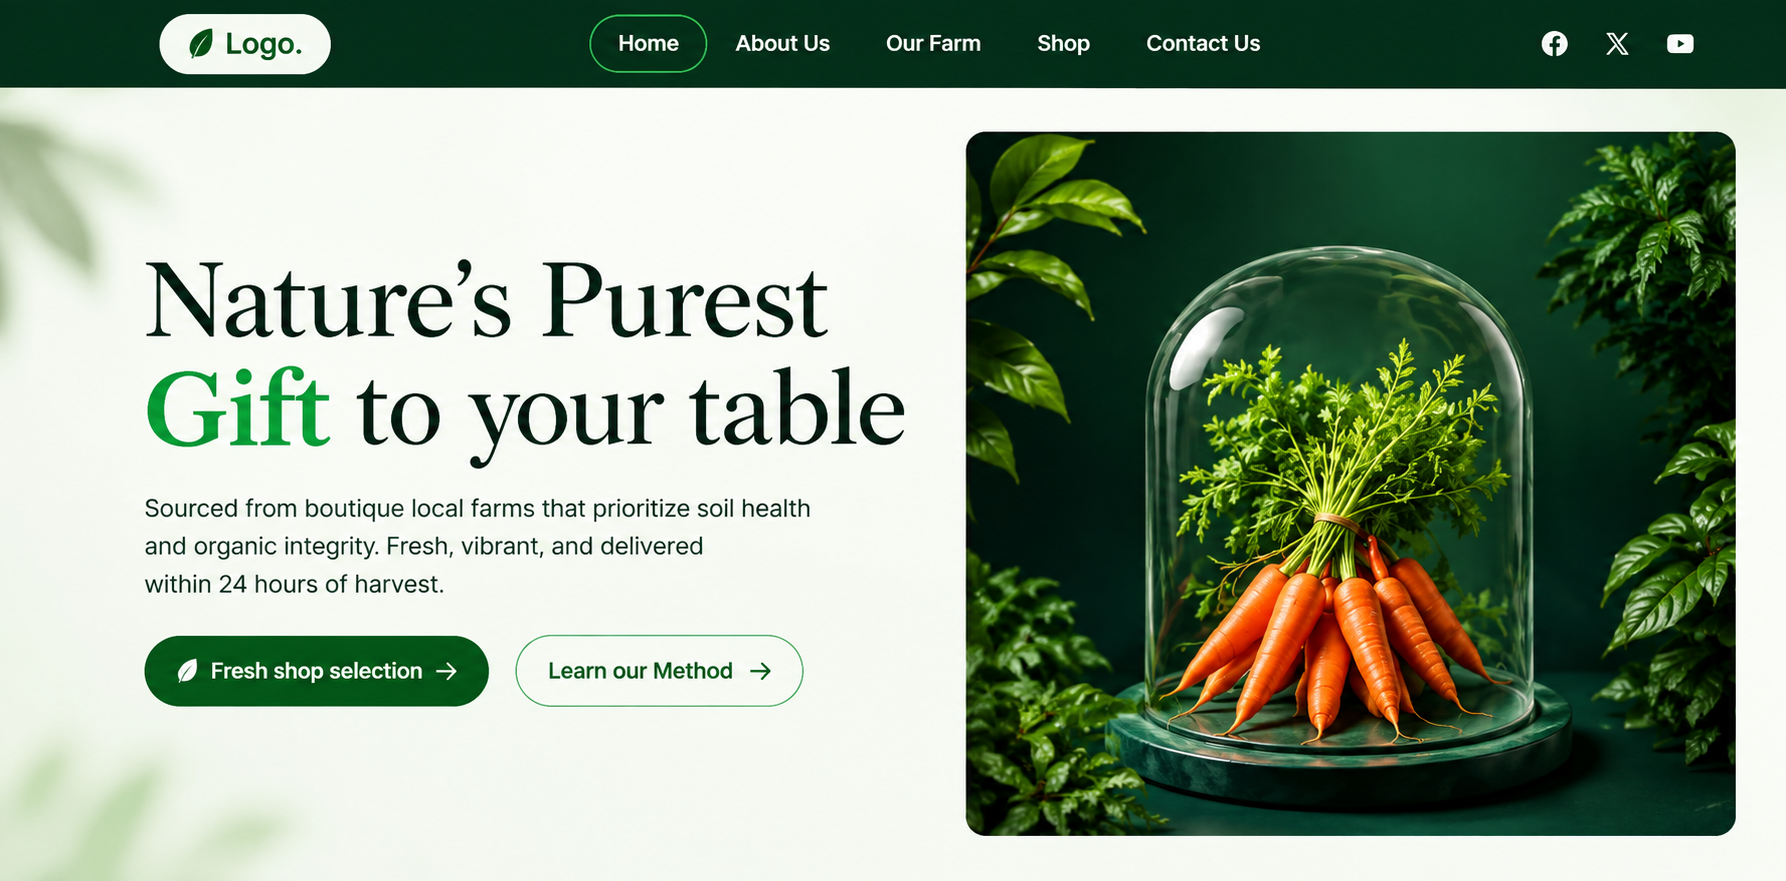 Logo.
Home
About Us
Our Farm
Shop
Contact Us
Nature’s Purest
Gift to your table
Sourced from boutique local farms that prioritize soil health
and organic integrity. Fresh, vibrant, and delivered
within 24 hours of harvest.
Fresh shop selection
Learn our Method